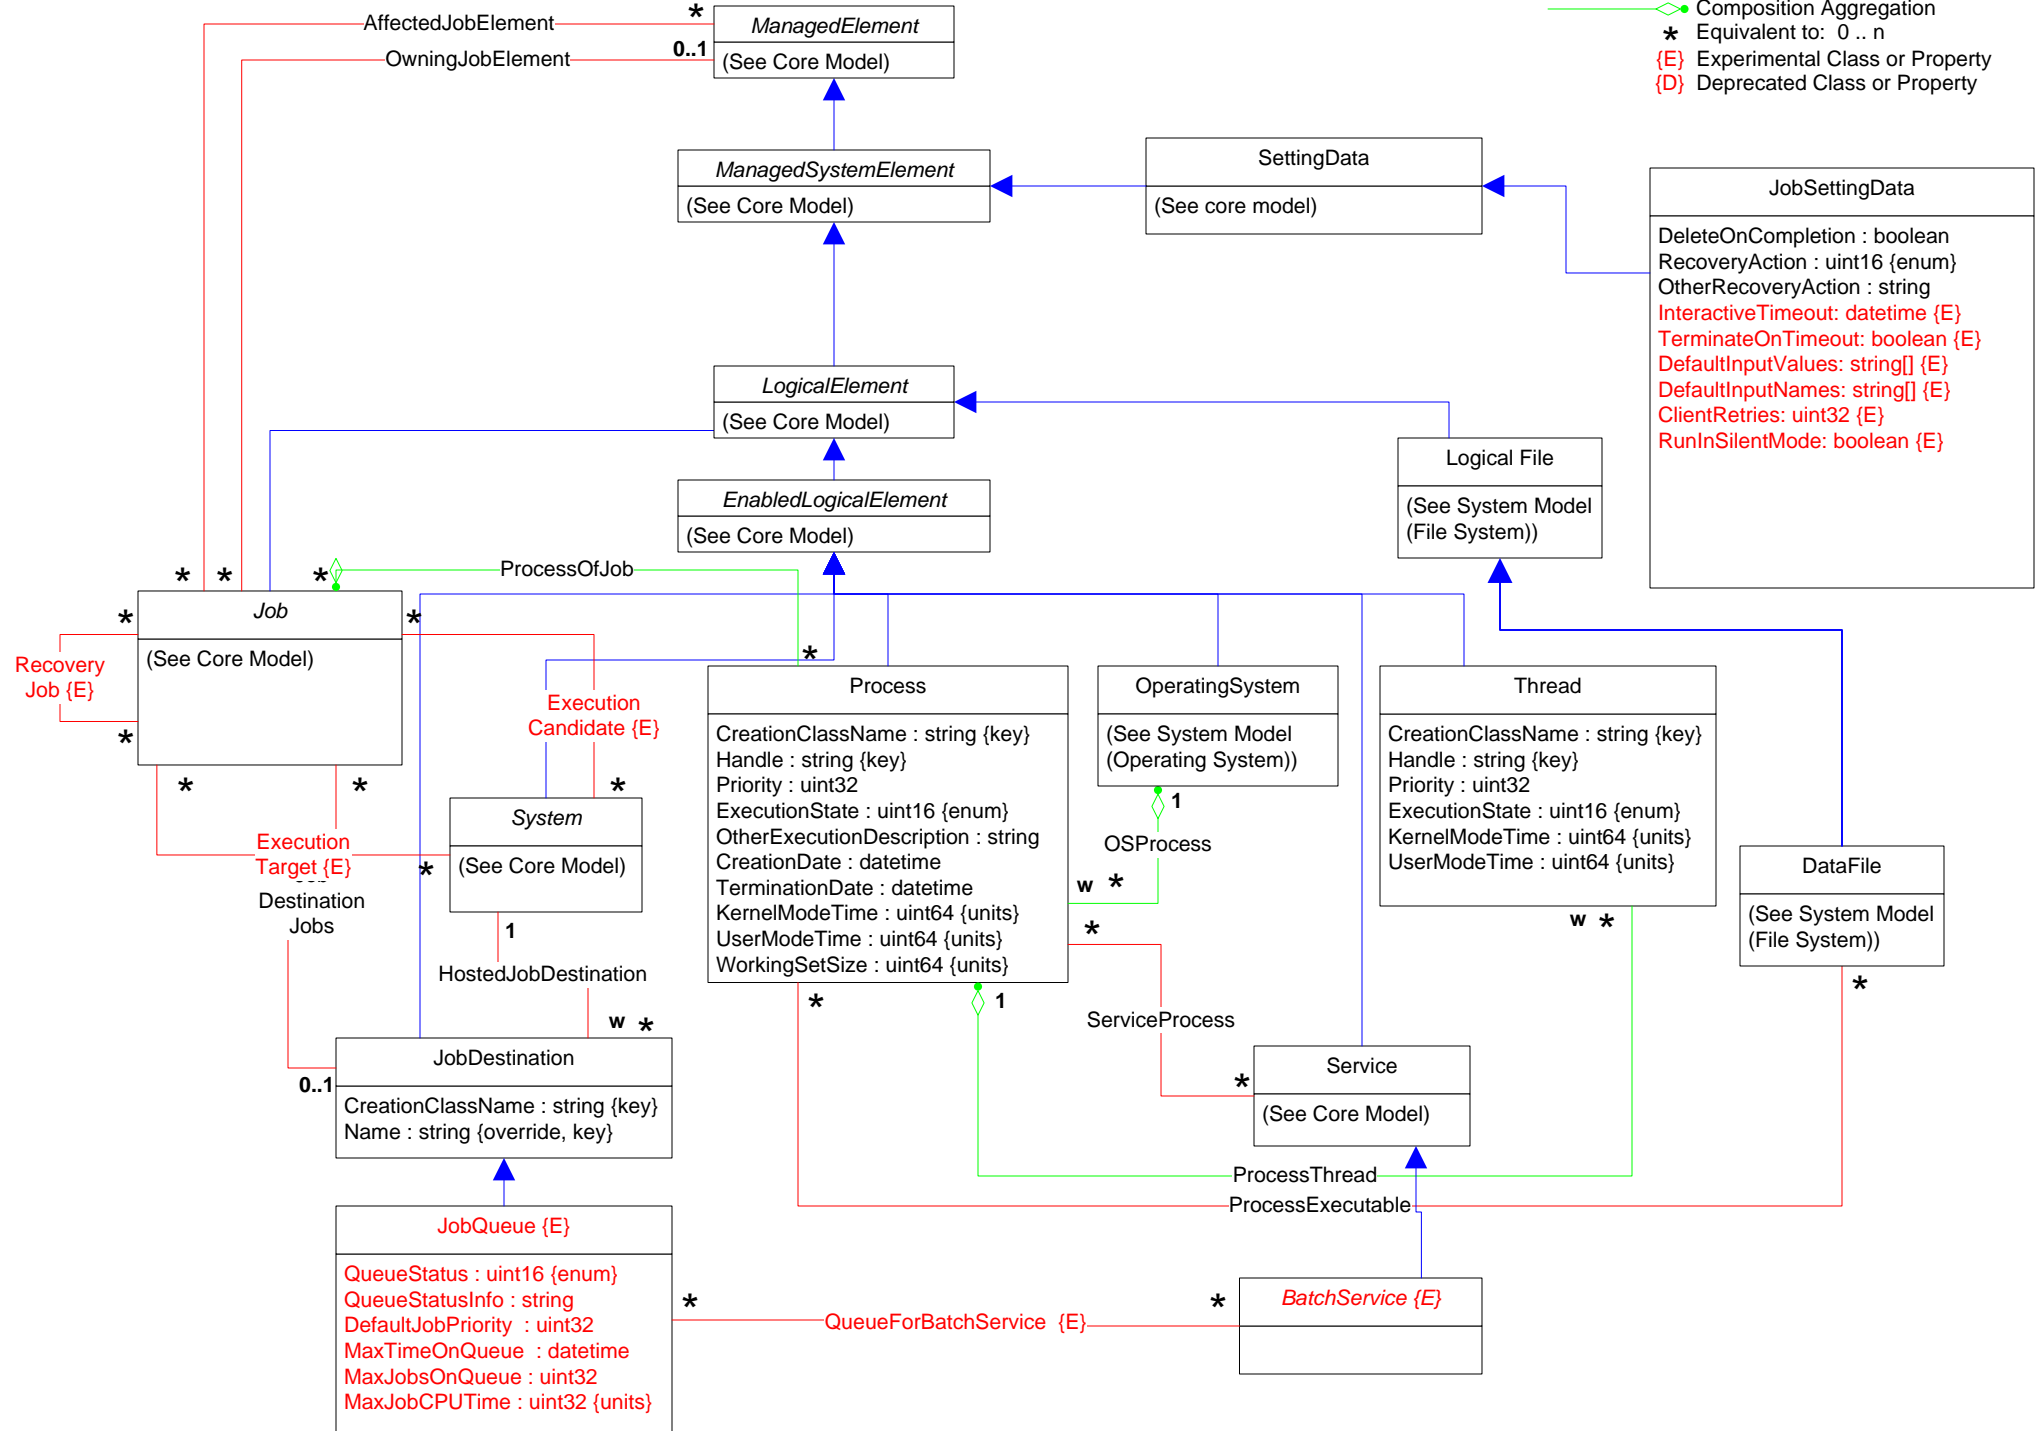 Composition Aggregation
* Equivalent to: 0 .. n
{E} Experimental Class or Property
{D} Deprecated Class or Property
AffectedJobElement
*
OwningJobElement
0..1
ManagedElement
(See Core Model)
ManagedSystemElement
(See Core Model)
SettingData
(See core model)
JobSettingData
DeleteOnCompletion : boolean
RecoveryAction : uint16 {enum}
OtherRecoveryAction : string
InteractiveTimeout: datetime {E}
TerminateOnTimeout: boolean {E}
DefaultInputValues: string[] {E}
DefaultInputNames: string[] {E}
ClientRetries: uint32 {E}
RunInSilentMode: boolean {E}
LogicalElement
(See Core Model)
Logical File
(See System Model
(File System))
EnabledLogicalElement
(See Core Model)
* * *
ProcessOfJob
*
Job
(See Core Model)
* *
Recovery
Job {E}
*
* *
Execution
Candidate {E}
*
System
(See Core Model)
Execution
Target {E}
*
Destination
Jobs
1
HostedJobDestination
w *
0..1
JobDestination
CreationClassName : string {key}
Name : string {override, key}
JobQueue {E}
QueueStatus : uint16 {enum}
QueueStatusInfo : string
DefaultJobPriority : uint32
MaxTimeOnQueue : datetime
MaxJobsOnQueue : uint32
MaxJobCPUTime : uint32 {units}
Process
CreationClassName : string {key}
Handle : string {key}
Priority : uint32
ExecutionState : uint16 {enum}
OtherExecutionDescription : string
CreationDate : datetime
TerminationDate : datetime
KernelModeTime : uint64 {units}
UserModeTime : uint64 {units}
WorkingSetSize : uint64 {units}
OperatingSystem
(See System Model
(Operating System))
1
OSProcess
w *
*
* 1
ServiceProcess
*
Thread
CreationClassName : string {key}
Handle : string {key}
Priority : uint32
ExecutionState : uint16 {enum}
KernelModeTime : uint64 {units}
UserModeTime : uint64 {units}
w *
DataFile
(See System Model
(File System))
*
Service
(See Core Model)
ProcessThread
ProcessExecutable
*
QueueForBatchService {E}
*
BatchService {E}